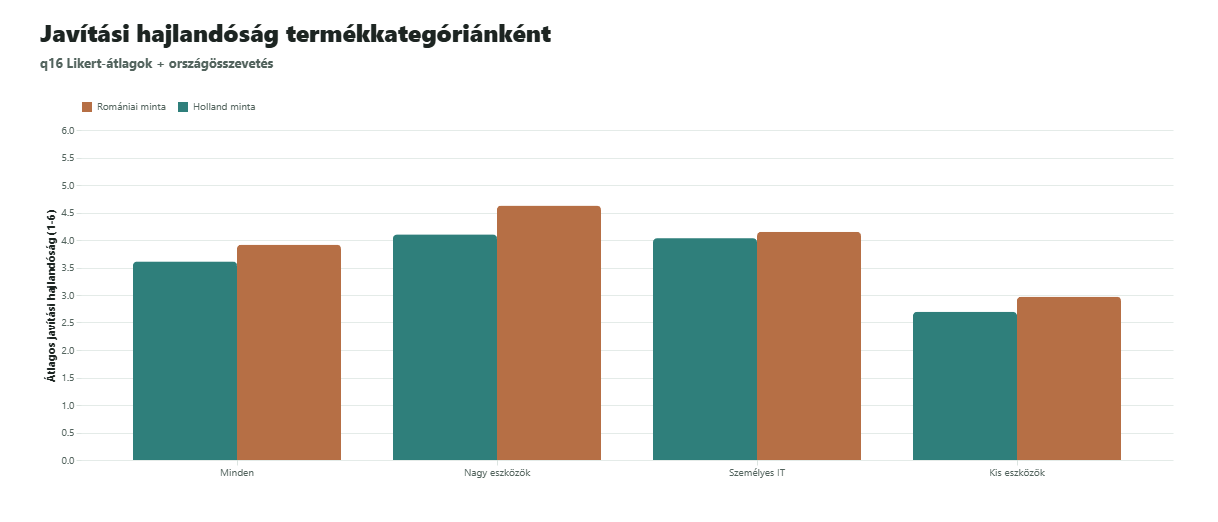 Javítási hajlandóság termékkategóriánként
q16 Likert-átlagok + országösszevetés
Romániai minta
Holland minta
Átlagos javítási hajlandóság (1-6)
6.0
5.5
5.0
4.5
4.0
3.5
3.0
2.5
2.0
1.5
1.0
0.5
0.0
Minden
Nagy eszközök
Személyes IT
Kis eszközök